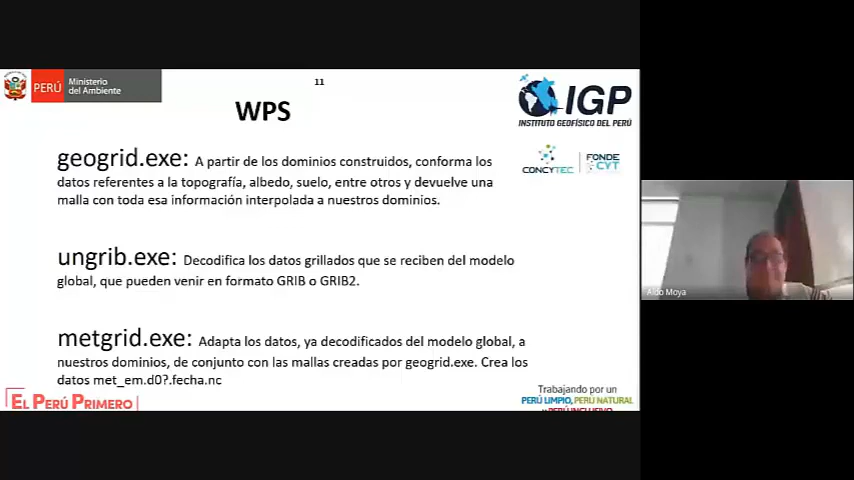 PERÚ
Ministerio
del Ambiente
11
WPS
IGP
INSTITUTO GEOFÍSICO DEL PERÚ
CONCYTEC
FONDE
CYT
geogrid.exe: A partir de los dominios construidos, conforma los
datos referentes a la topografía, albedo, suelo, entre otros y devuelve una
malla con toda esa información interpolada a nuestros dominios.
ungrib.exe: Decodifica los datos grillados que se reciben del modelo
global, que pueden venir en formato GRIB o GRIB2.
metgrid.exe: Adapta los datos, ya decodificados del modelo global, a
nuestros dominios, de conjunto con las mallas creadas por geogrid.exe. Crea los
datos met_em.d0?.fecha.nc
EL PERÚ PRIMERO
Trabajando por un
PERÚ LIMPIO, PERÚ NATURAL
Y PERÚ INCLUSIVO
Aldo Moya